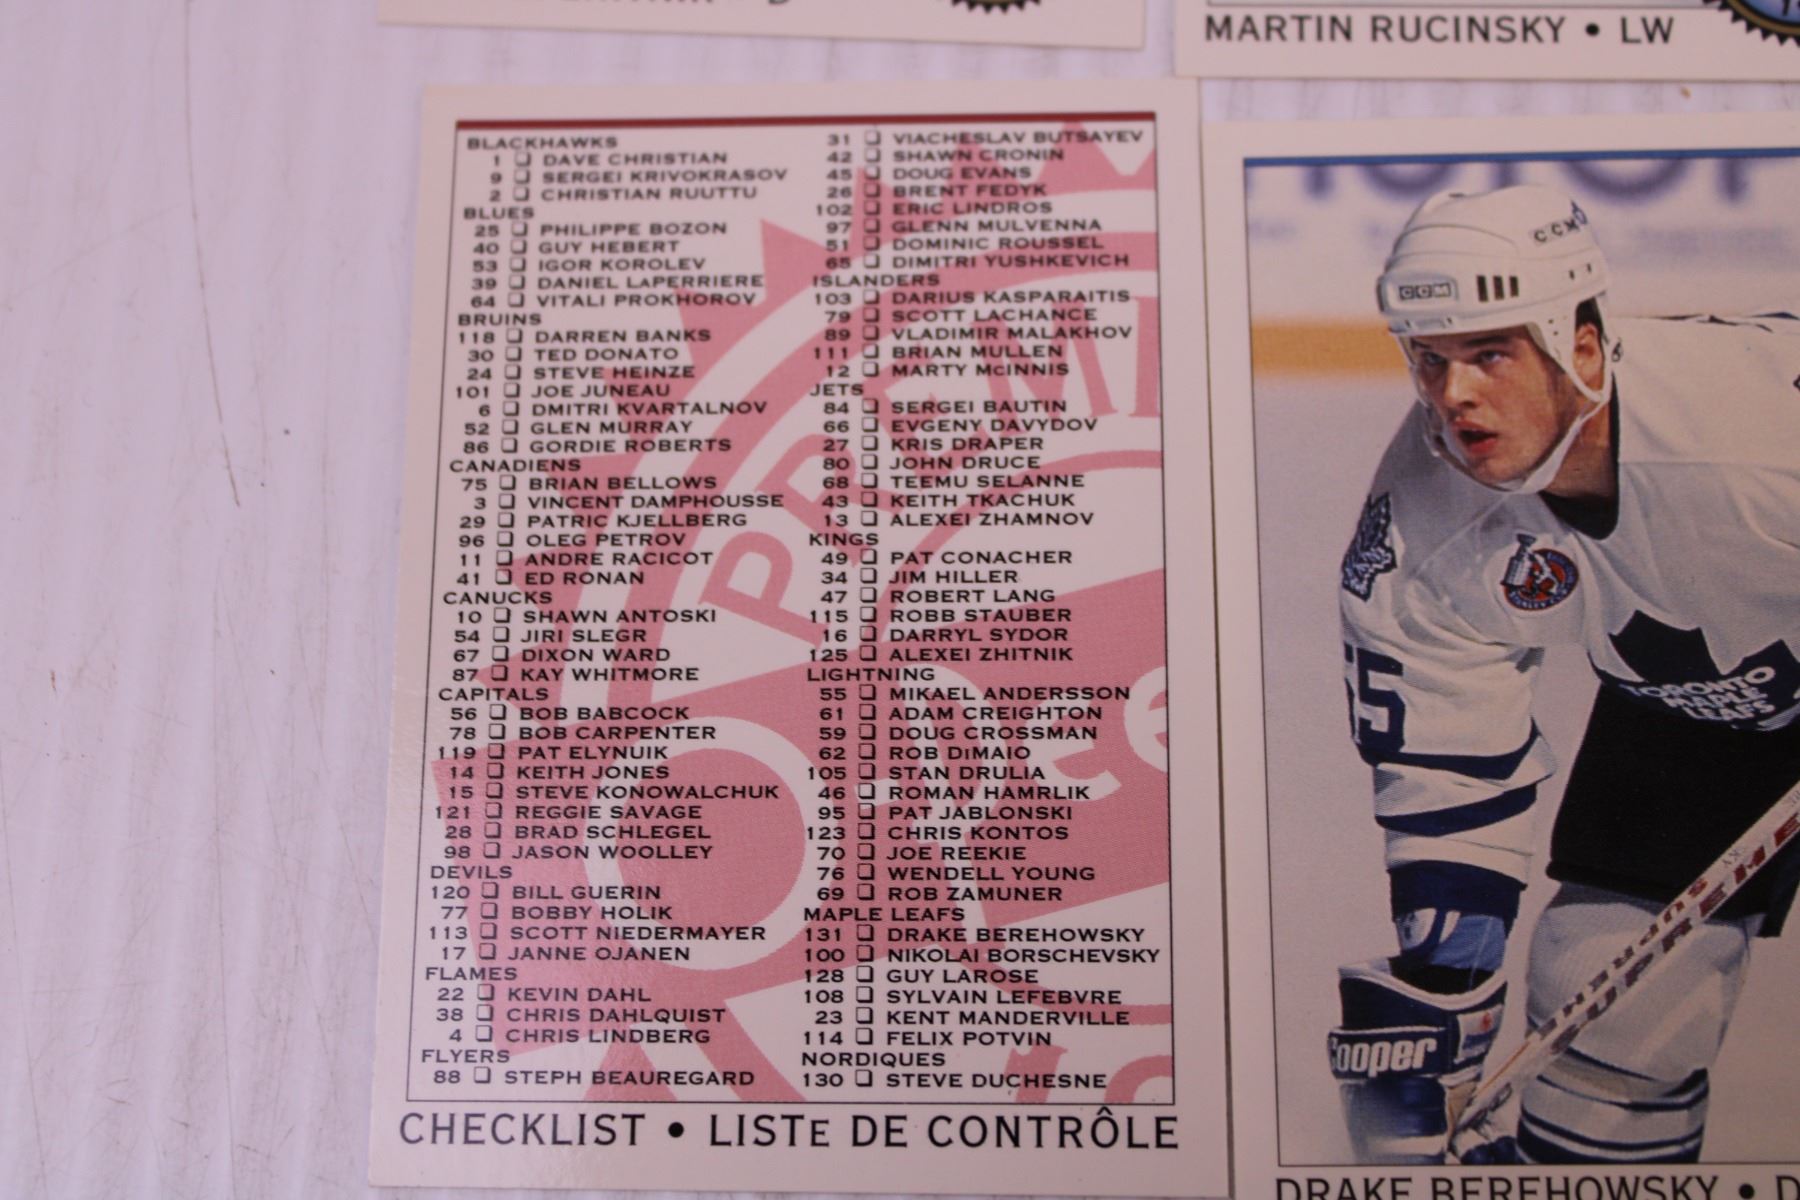 MARTIN RUCINSKY • LW
BLACKHAWKS
1 ❏ DAVE CHRISTIAN
9 ❏ SERGEI KRIVOKRASOV
2 ❏ CHRISTIAN RUUTTU
BLUES
25 ❏ PHILIPPE BOZON
40 ❏ GUY HEBERT
53 ❏ IGOR KOROLEV
39 ❏ DANIEL LAPERRIERE
64 ❏ VITALI PROKHOROV
BRUINS
118 ❏ DARREN BANKS
30 ❏ TED DONATO
24 ❏ STEVE HEINZE
101 ❏ JOE JUNEAU
6 ❏ DMITRI KVARTALNOV
52 ❏ GLEN MURRAY
86 ❏ GORDIE ROBERTS
CANADIENS
75 ❏ BRIAN BELLOWS
3 ❏ VINCENT DAMPHOUSSE
29 ❏ PATRIC KJELLBERG
96 ❏ OLEG PETROV
11 ❏ ANDRE RACICOT
41 ❏ ED RONAN
CANUCKS
10 ❏ SHAWN ANTOSKI
54 ❏ JIRI SLEGR
67 ❏ DIXON WARD
87 ❏ KAY WHITMORE
CAPITALS
56 ❏ BOB BABCOCK
78 ❏ BOB CARPENTER
119 ❏ PAT ELYNUIK
14 ❏ KEITH JONES
15 ❏ STEVE KONOWALCHUK
121 ❏ REGGIE SAVAGE
28 ❏ BRAD SCHLEGEL
98 ❏ JASON WOOLLEY
DEVILS
120 ❏ BILL GUERIN
77 ❏ BOBBY HOLIK
113 ❏ SCOTT NIEDERMAYER
17 ❏ JANNE OJANEN
FLAMES
22 ❏ KEVIN DAHL
38 ❏ CHRIS DAHLQUIST
4 ❏ CHRIS LINDBERG
FLYERS
88 ❏ STEPH BEAUREGARD
31 ❏ VIACHESLAV BUTSAYEV
42 ❏ SHAWN CRONIN
45 ❏ DOUG EVANS
26 ❏ BRENT FEDYK
102 ❏ ERIC LINDROS
97 ❏ GLENN MULVENNA
51 ❏ DOMINIC ROUSSEL
65 ❏ DIMITRI YUSHKEVICH
ISLANDERS
103 ❏ DARIUS KASPARAITIS
79 ❏ SCOTT LACHANCE
89 ❏ VLADIMIR MALAKHOV
111 ❏ BRIAN MULLEN
12 ❏ MARTY McINNIS
JETS
84 ❏ SERGEI BAUTIN
66 ❏ EVGENY DAVYDOV
27 ❏ KRIS DRAPER
80 ❏ JOHN DRUCE
68 ❏ TEEMU SELANNE
43 ❏ KEITH TKACHUK
13 ❏ ALEXEI ZHAMNOV
KINGS
49 ❏ PAT CONACHER
34 ❏ JIM HILLER
47 ❏ ROBERT LANG
115 ❏ ROBB STAUBER
16 ❏ DARRYL SYDOR
125 ❏ ALEXEI ZHITNIK
LIGHTNING
55 ❏ MIKAEL ANDERSSON
61 ❏ ADAM CREIGHTON
59 ❏ DOUG CROSSMAN
62 ❏ ROB DiMAIO
105 ❏ STAN DRULIA
46 ❏ ROMAN HAMRLIK
95 ❏ PAT JABLONSKI
123 ❏ CHRIS KONTOS
70 ❏ JOE REEKIE
76 ❏ WENDELL YOUNG
69 ❏ ROB ZAMUNER
MAPLE LEAFS
131 ❏ DRAKE BEREHOWSKY
100 ❏ NIKOLAI BORSCHEVSKY
128 ❏ GUY LAROSE
108 ❏ SYLVAIN LEFEBVRE
23 ❏ KENT MANDERVILLE
114 ❏ FELIX POTVIN
NORDIQUES
130 ❏ STEVE DUCHESNE
CHECKLIST • LISTe DE CONTRÔLE
CCM
CCM
55
TORONTO
MAPLE
LEAFS
SUPREME
Cooper
DRAKE BEREHOWSKY • D